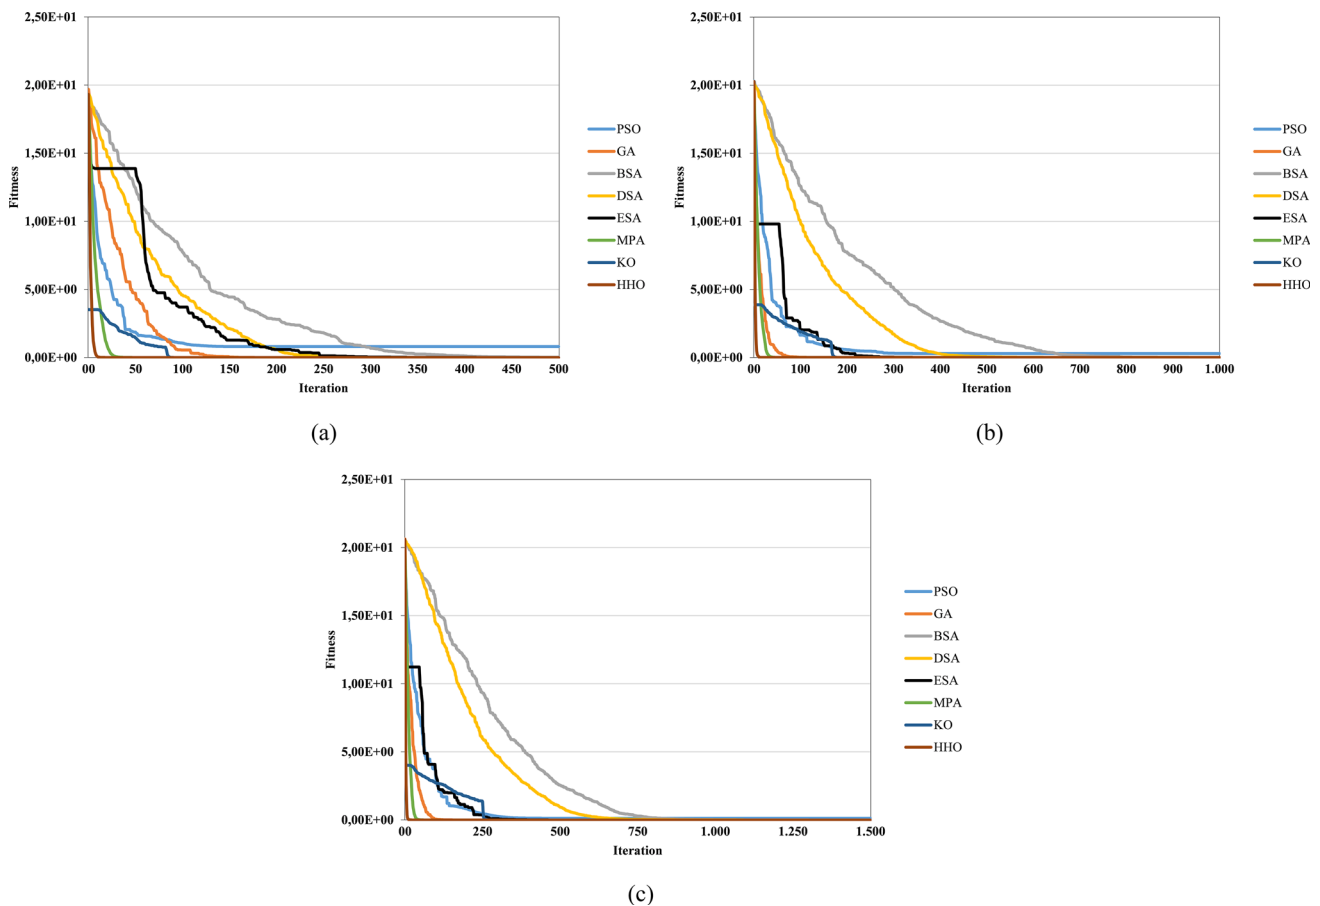 2,50E+01
2,00E+01
1,50E+01
1,00E+01
5,00E+00
0,00E+00
Fitness
00 50 100 150 200 250 300 350 400 450 500
Iteration
PSO
GA
BSA
DSA
ESA
MPA
KO
HHO
(a)
2,50E+01
2,00E+01
1,50E+01
1,00E+01
5,00E+00
0,00E+00
Fitness
00 100 200 300 400 500 600 700 800 900 1.000
Iteration
PSO
GA
BSA
DSA
ESA
MPA
KO
HHO
(b)
2,50E+01
2,00E+01
1,50E+01
1,00E+01
5,00E+00
0,00E+00
Fitness
00 250 500 750 1.000 1.250 1.500
Iteration
PSO
GA
BSA
DSA
ESA
MPA
KO
HHO
(c)